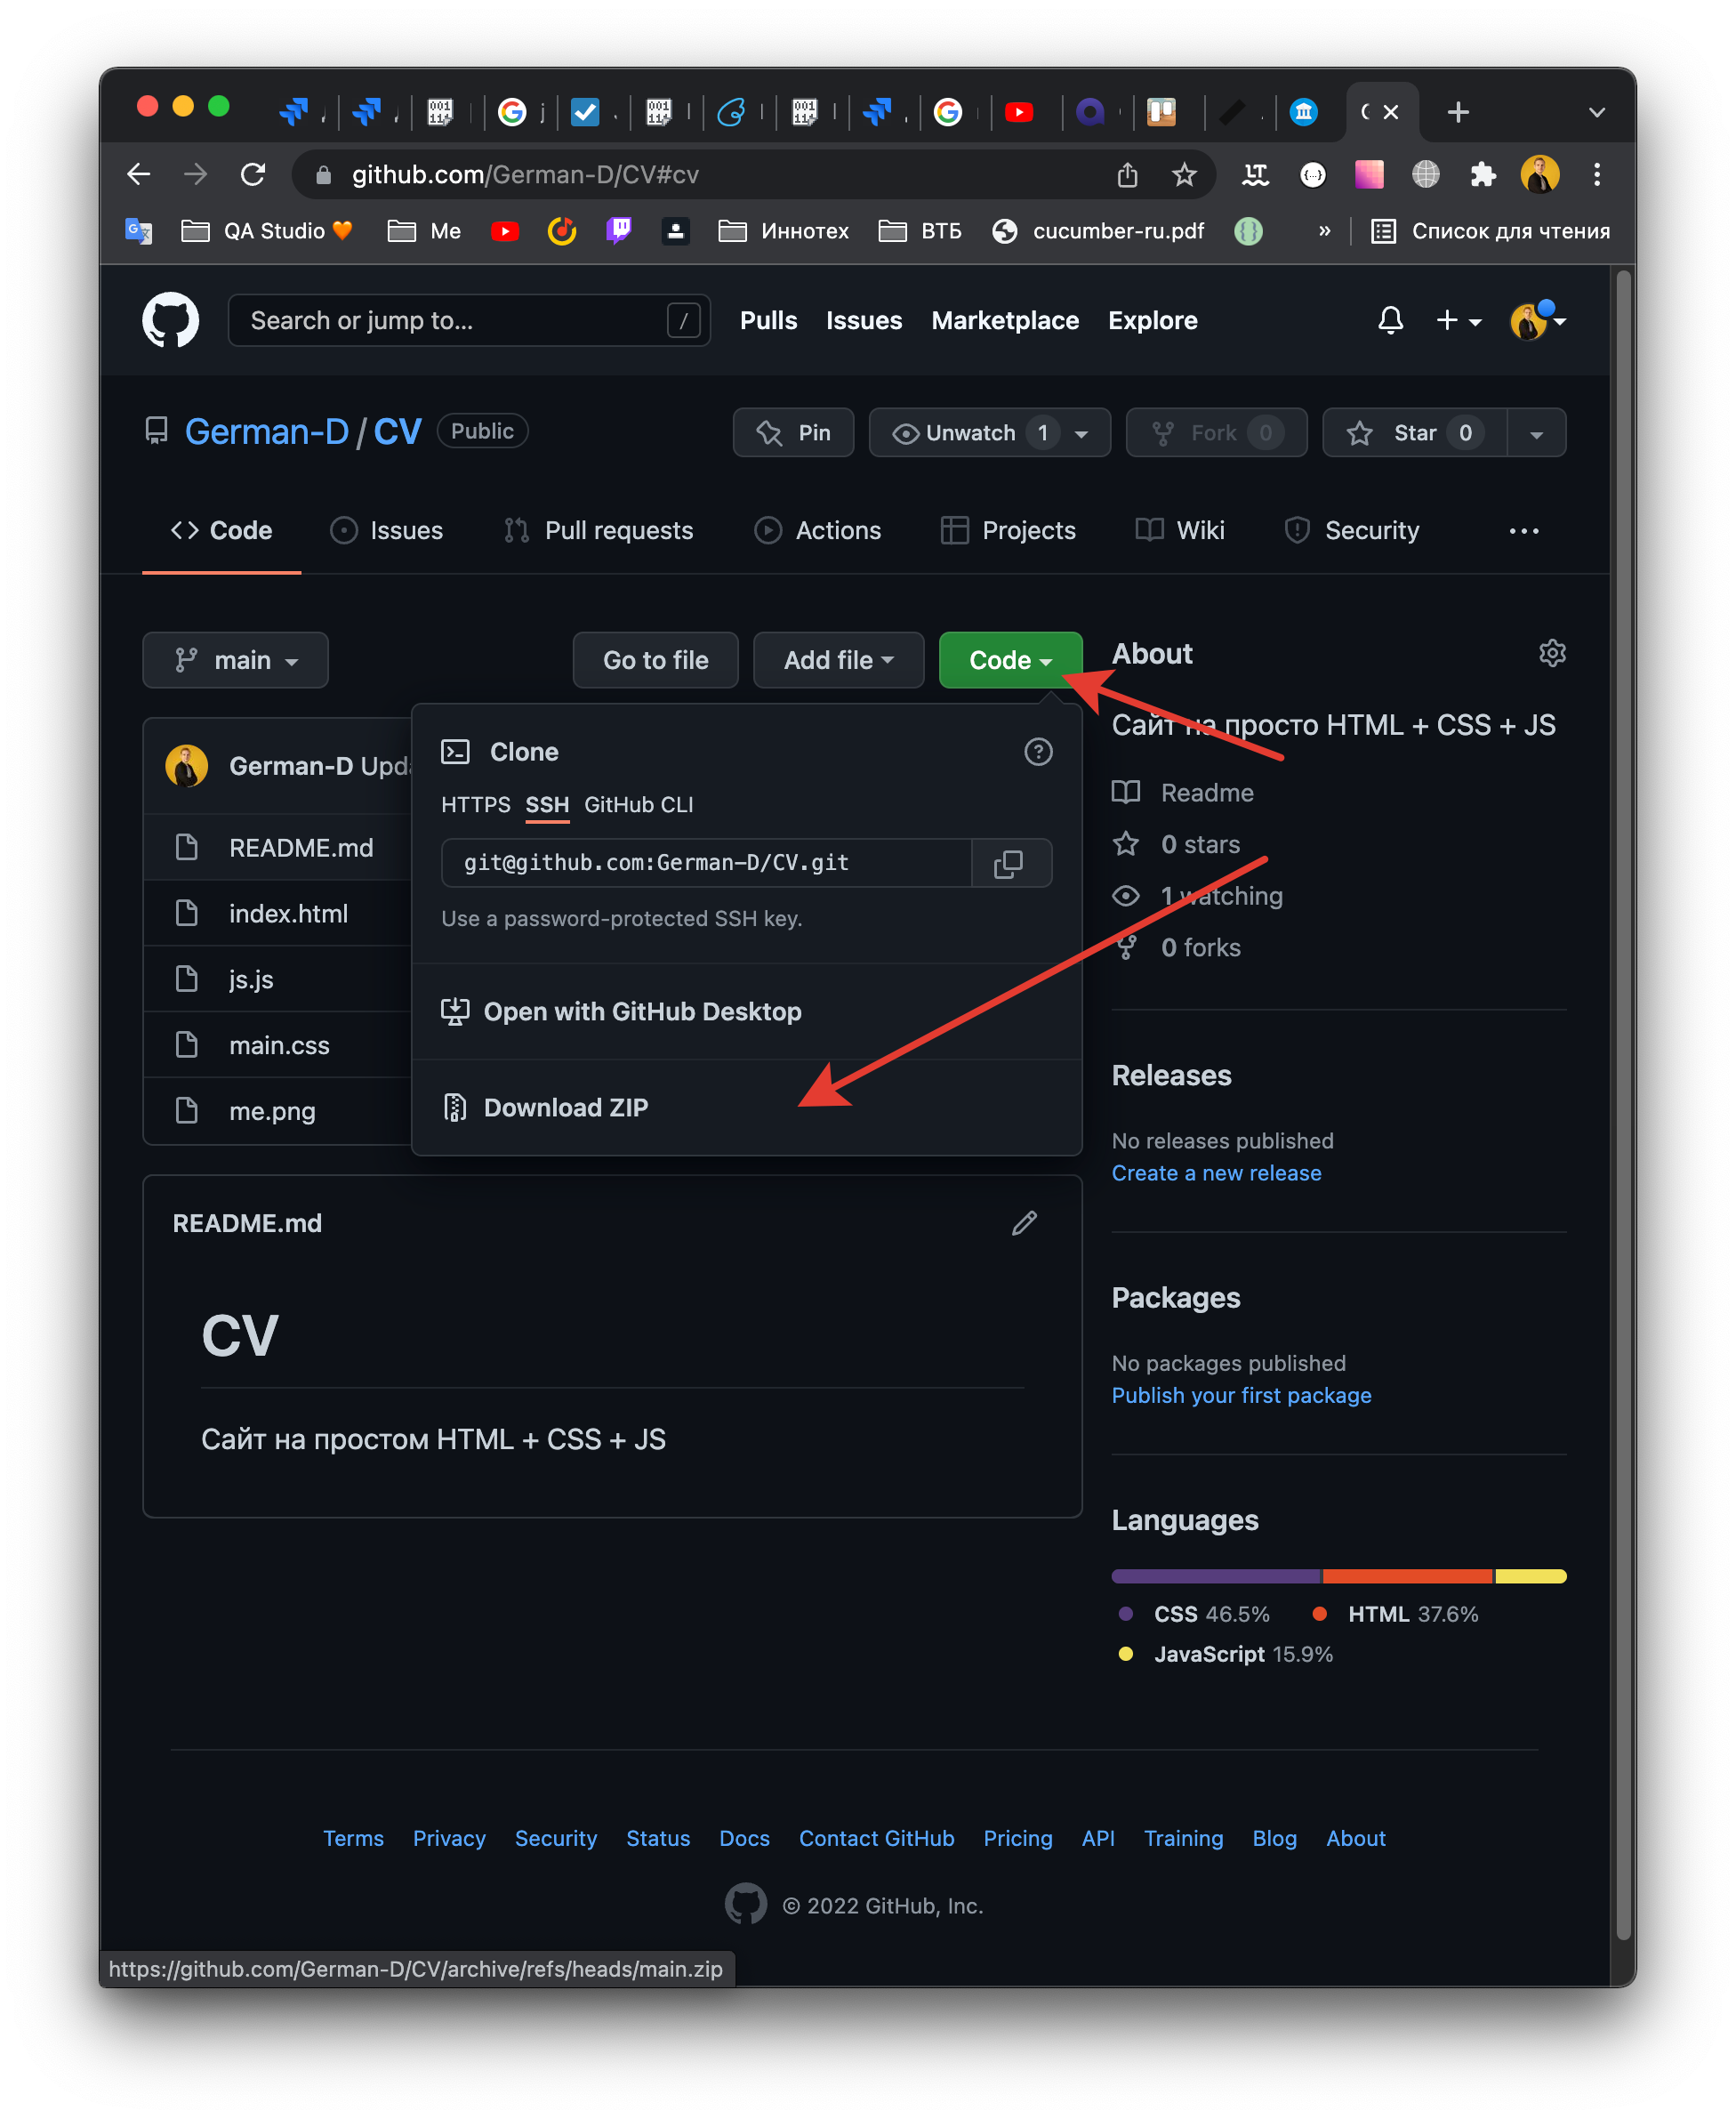 github.com/German-D/CV#cv
QA Studio🧡 Me Иннотех ВТБ cucumber-ru.pdf » Список для чтения
Search or jump to... / Pulls Issues Marketplace Explore
German-D / CV Public Pin Unwatch 1 Fork 0 Star 0
Code Issues Pull requests Actions Projects Wiki Security ...
main Go to file Add file Code
German-D Upda
README.md
index.html
js.js
main.css
me.png
Clone
HTTPS SSH GitHub CLI
git@github.com:German-D/CV.git
Use a password-protected SSH key.
Open with GitHub Desktop
Download ZIP
README.md
CV
Сайт на простом HTML + CSS + JS
About
Сайт на просто HTML + CSS + JS
Readme
0 stars
1 watching
0 forks
Releases
No releases published
Create a new release
Packages
No packages published
Publish your first package
Languages
CSS 46.5% HTML 37.6%
JavaScript 15.9%
Terms Privacy Security Status Docs Contact GitHub Pricing API Training Blog About
© 2022 GitHub, Inc.
https://github.com/German-D/CV/archive/refs/heads/main.zip